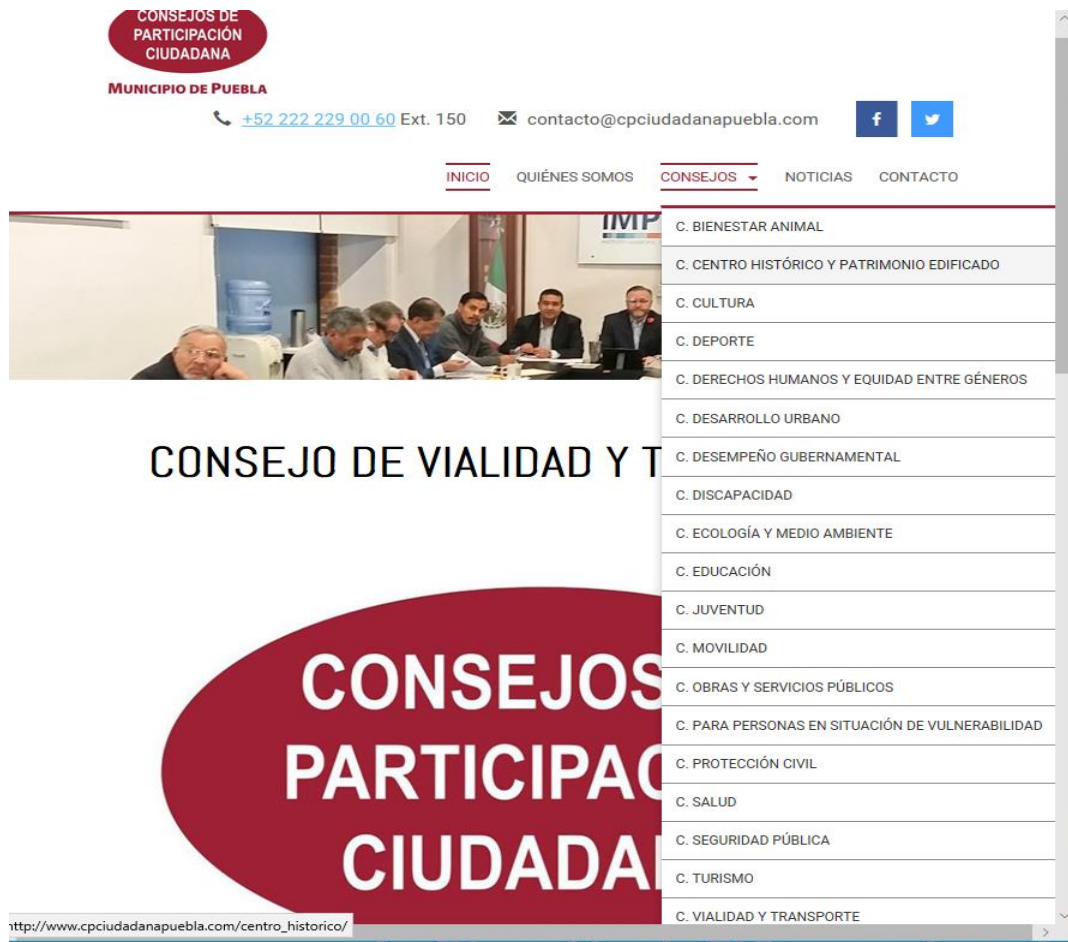 CONSEJOS DE
PARTICIPACIÓN
CIUDADANA
MUNICIPIO DE PUEBLA
+52 222 229 00 60 Ext. 150 contacto@cpciudadanapuebla.com
INICIO QUIÉNES SOMOS CONSEJOS NOTICIAS CONTACTO
IMP
C. BIENESTAR ANIMAL
C. CENTRO HISTÓRICO Y PATRIMONIO EDIFICADO
C. CULTURA
C. DEPORTE
C. DERECHOS HUMANOS Y EQUIDAD ENTRE GÉNEROS
C. DESARROLLO URBANO
C. DESEMPEÑO GUBERNAMENTAL
C. DISCAPACIDAD
C. ECOLOGÍA Y MEDIO AMBIENTE
C. EDUCACIÓN
C. JUVENTUD
C. MOVILIDAD
C. OBRAS Y SERVICIOS PÚBLICOS
C. PARA PERSONAS EN SITUACIÓN DE VULNERABILIDAD
C. PROTECCIÓN CIVIL
C. SALUD
C. SEGURIDAD PÚBLICA
C. TURISMO
C. VIALIDAD Y TRANSPORTE
CONSEJO DE VIALIDAD Y T
CONSEJOS
PARTICIPAC
CIUDADA
http://www.cpciudadanapuebla.com/centro_historico/